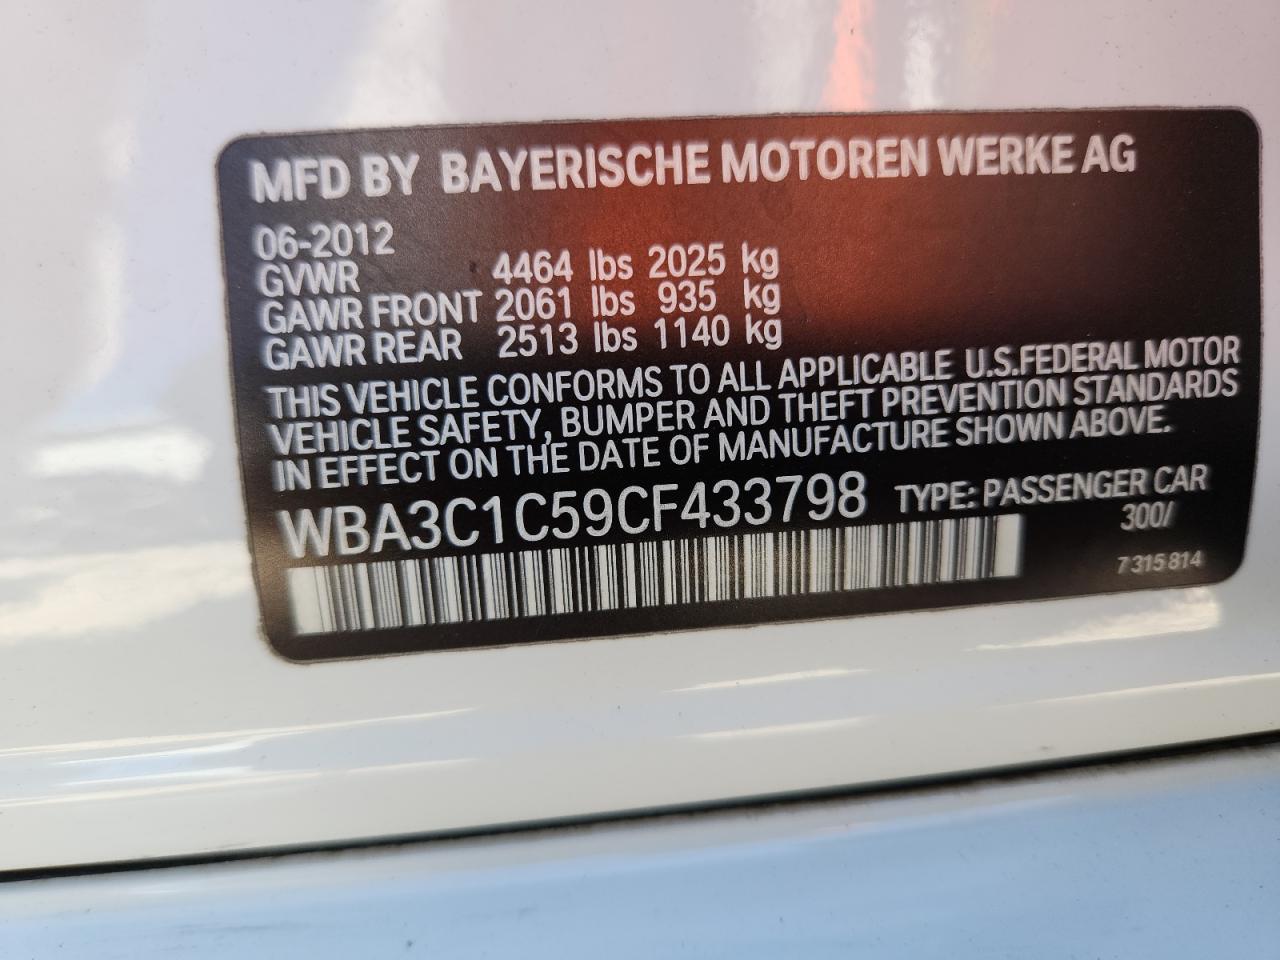 MFD BY BAYERISCHE MOTOREN WERKE AG
06-2012
GVWR 4464 lbs 2025 kg
GAWR FRONT 2061 lbs 935 kg
GAWR REAR 2513 lbs 1140 kg
THIS VEHICLE CONFORMS TO ALL APPLICABLE U.S.FEDERAL MOTOR
VEHICLE SAFETY, BUMPER AND THEFT PREVENTION STANDARDS
IN EFFECT ON THE DATE OF MANUFACTURE SHOWN ABOVE.
WBA3C1C59CF433798 TYPE: PASSENGER CAR
300/
7 315 814